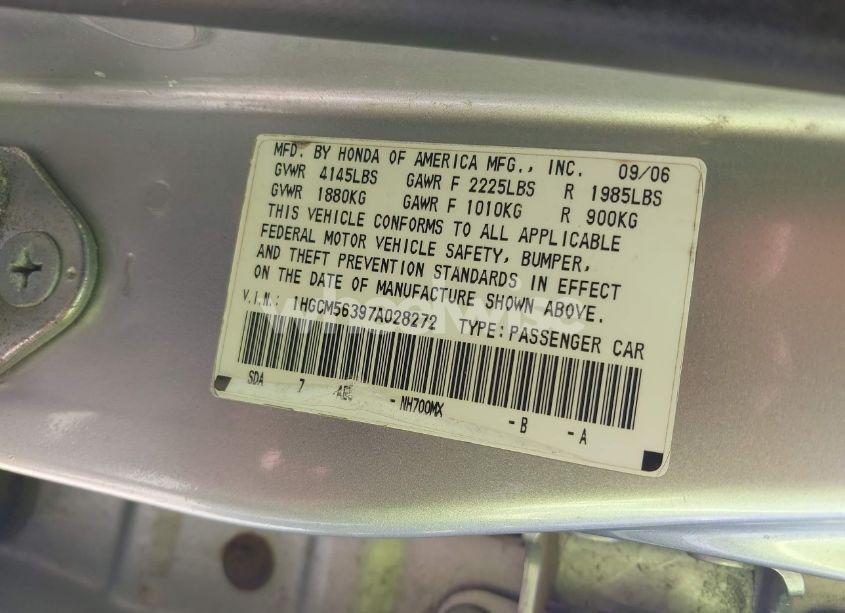 MFD. BY HONDA OF AMERICA MFG., INC. 09/06
GVWR 4145LBS GAWR F 2225LBS R 1985LBS
GVWR 1880KG GAWR F 1010KG R 900KG
THIS VEHICLE CONFORMS TO ALL APPLICABLE
FEDERAL MOTOR VEHICLE SAFETY, BUMPER,
AND THEFT PREVENTION STANDARDS IN EFFECT
ON THE DATE OF MANUFACTURE SHOWN ABOVE.
V.I.N.: 1HGCM56397A028272 TYPE: PASSENGER CAR
SDA 7 - NH700MX - B - A
wheelwise